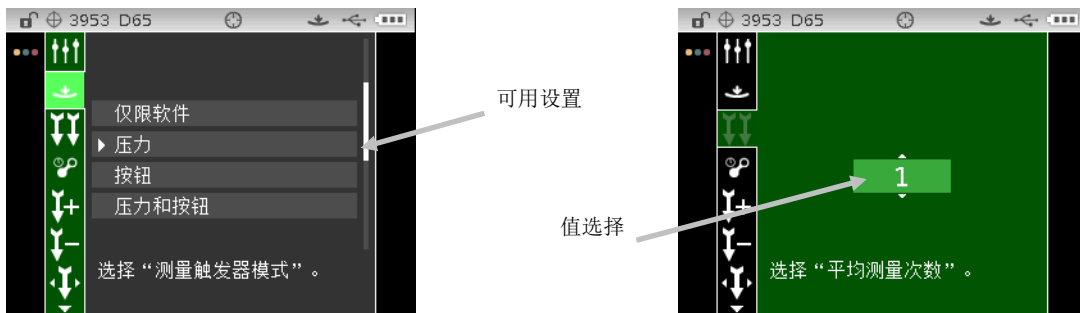 3953 D65
仅限软件
压力
按钮
压力和按钮
选择“测量触发器模式”。
可用设置
值选择
3953 D65
1
选择“平均测量次数”。